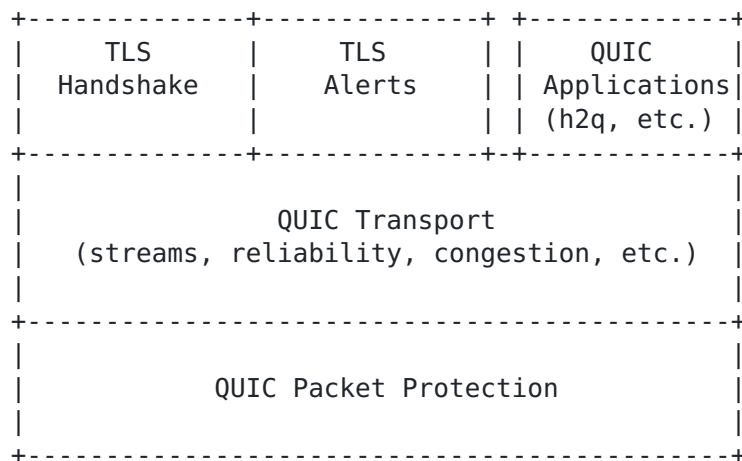 +--------------+--------------+ +-------------+
|     TLS      |     TLS      | |    QUIC     |
|  Handshake   |    Alerts    | | Applications|
|              |              | | (h2q, etc.) |
+--------------+--------------+-+-------------+
|                                             |
|                QUIC Transport               |
|   (streams, reliability, congestion, etc.)  |
|                                             |
+---------------------------------------------+
|                                             |
|            QUIC Packet Protection           |
|                                             |
+---------------------------------------------+